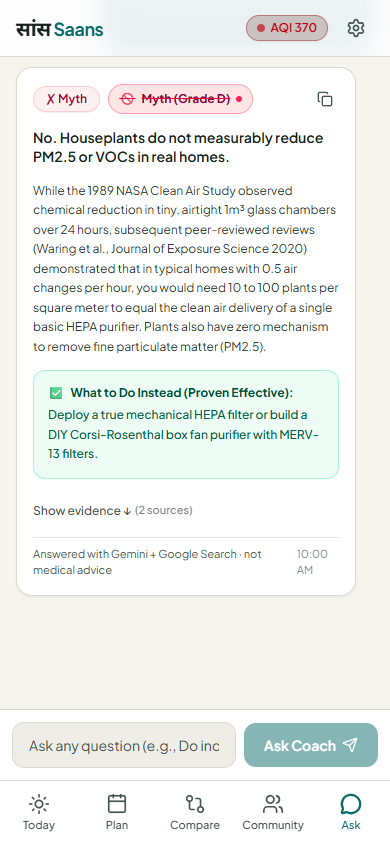 सांस Saans
AQI 370
✗ Myth
Myth (Grade D)
No. Houseplants do not measurably reduce
PM2.5 or VOCs in real homes.
While the 1989 NASA Clean Air Study observed
chemical reduction in tiny, airtight 1m³ glass chambers
over 24 hours, subsequent peer-reviewed reviews
(Waring et al., Journal of Exposure Science 2020)
demonstrated that in typical homes with 0.5 air
changes per hour, you would need 10 to 100 plants per
square meter to equal the clean air delivery of a single
basic HEPA purifier. Plants also have zero mechanism
to remove fine particulate matter (PM2.5).
✅ What to Do Instead (Proven Effective):
Deploy a true mechanical HEPA filter or build a
DIY Corsi-Rosenthal box fan purifier with MERV-
13 filters.
Show evidence ↓ (2 sources)
Answered with Gemini + Google Search · not
medical advice
10:00
AM
Ask any question (e.g., Do inc
Ask Coach
Today
Plan
Compare
Community
Ask